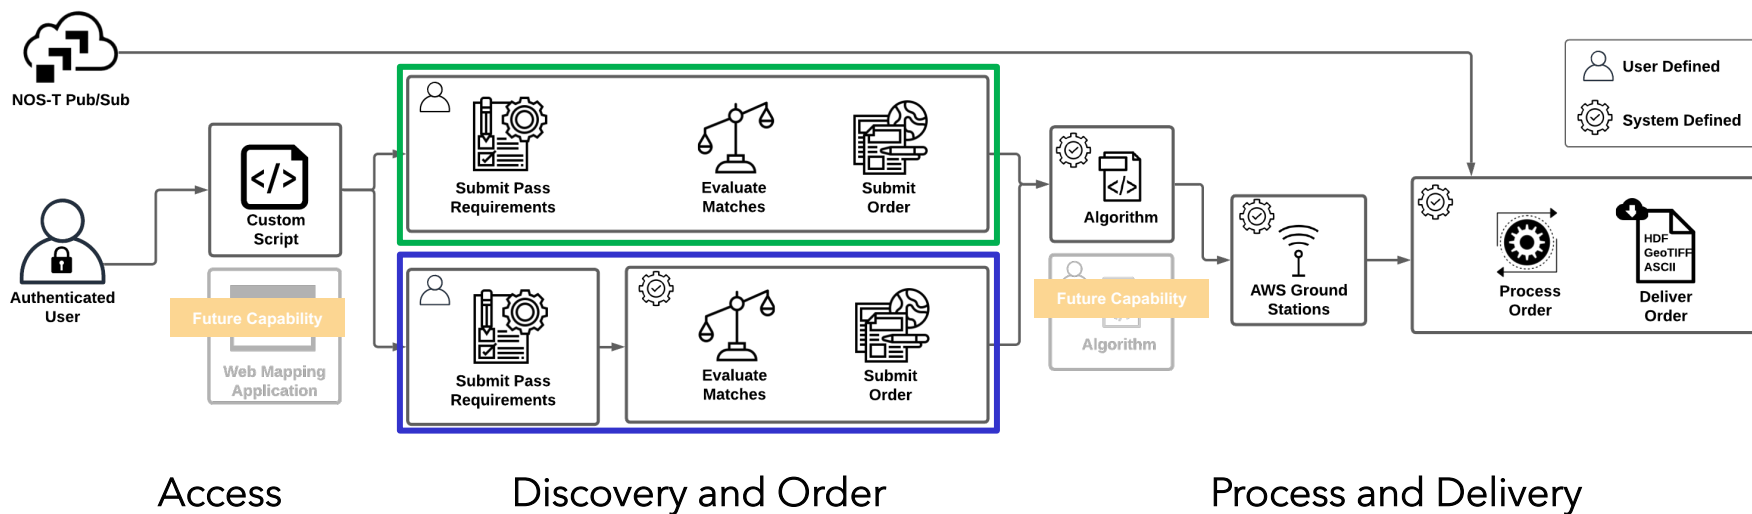 NOS-T Pub/Sub
User Defined
System Defined
</>
Custom
Script
Authenticated
User
Future Capability
Web Mapping
Application
Submit Pass
Requirements
Evaluate
Matches
Submit
Order
Submit Pass
Requirements
Evaluate
Matches
Submit
Order
</>
Algorithm
Future Capability
Algorithm
AWS Ground
Stations
Process
Order
HDF
GeoTIFF
ASCII
Deliver
Order
Access
Discovery and Order
Process and Delivery